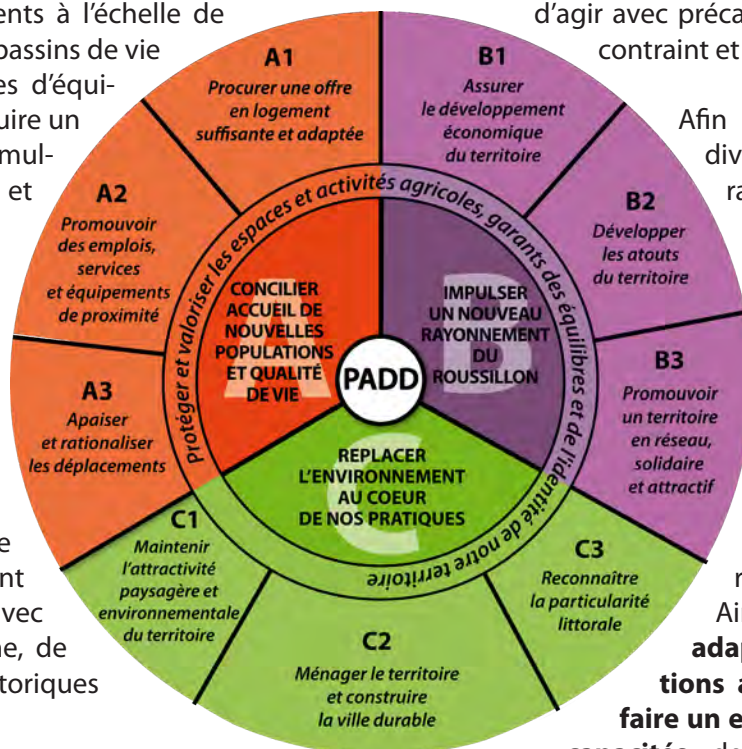 ents à l'échelle de
bassins de vie
es d'équi-
uire un
mul-
et
e
nt
vec
ne, de
toriques
d'agir avec préca
contraint et
Afin
div
ra
r
Ai
adap
tions a
faire un e
A1
Procurer une offre
en logement
suffisante et adaptée
B1
Assurer
le développement
économique
du territoire
A2
Promouvoir
des emplois,
services
et équipements
de proximité
B2
Développer
les atouts
du territoire
A3
Apaiser
et rationaliser
les déplacements
B3
Promouvoir
un territoire
en réseau,
solidaire
et attractif
C1
Maintenir
l'attractivité
paysagère et
environnementale
du territoire
C2
Ménager le territoire
et construire
la ville durable
C3
Reconnaître
la particularité
littorale
Protéger et valoriser les espaces et activités agricoles, garants des équilibres et de l'identité de notre territoire
A
CONCILIER
ACCUEIL DE
NOUVELLES
POPULATIONS
ET QUALITÉ
DE VIE
B
IMPULSER
UN NOUVEAU
RAYONNEMENT
DU
ROUSSILLON
PADD
C
REPLACER
L'ENVIRONNEMENT
AU COEUR
DE NOS PRATIQUES